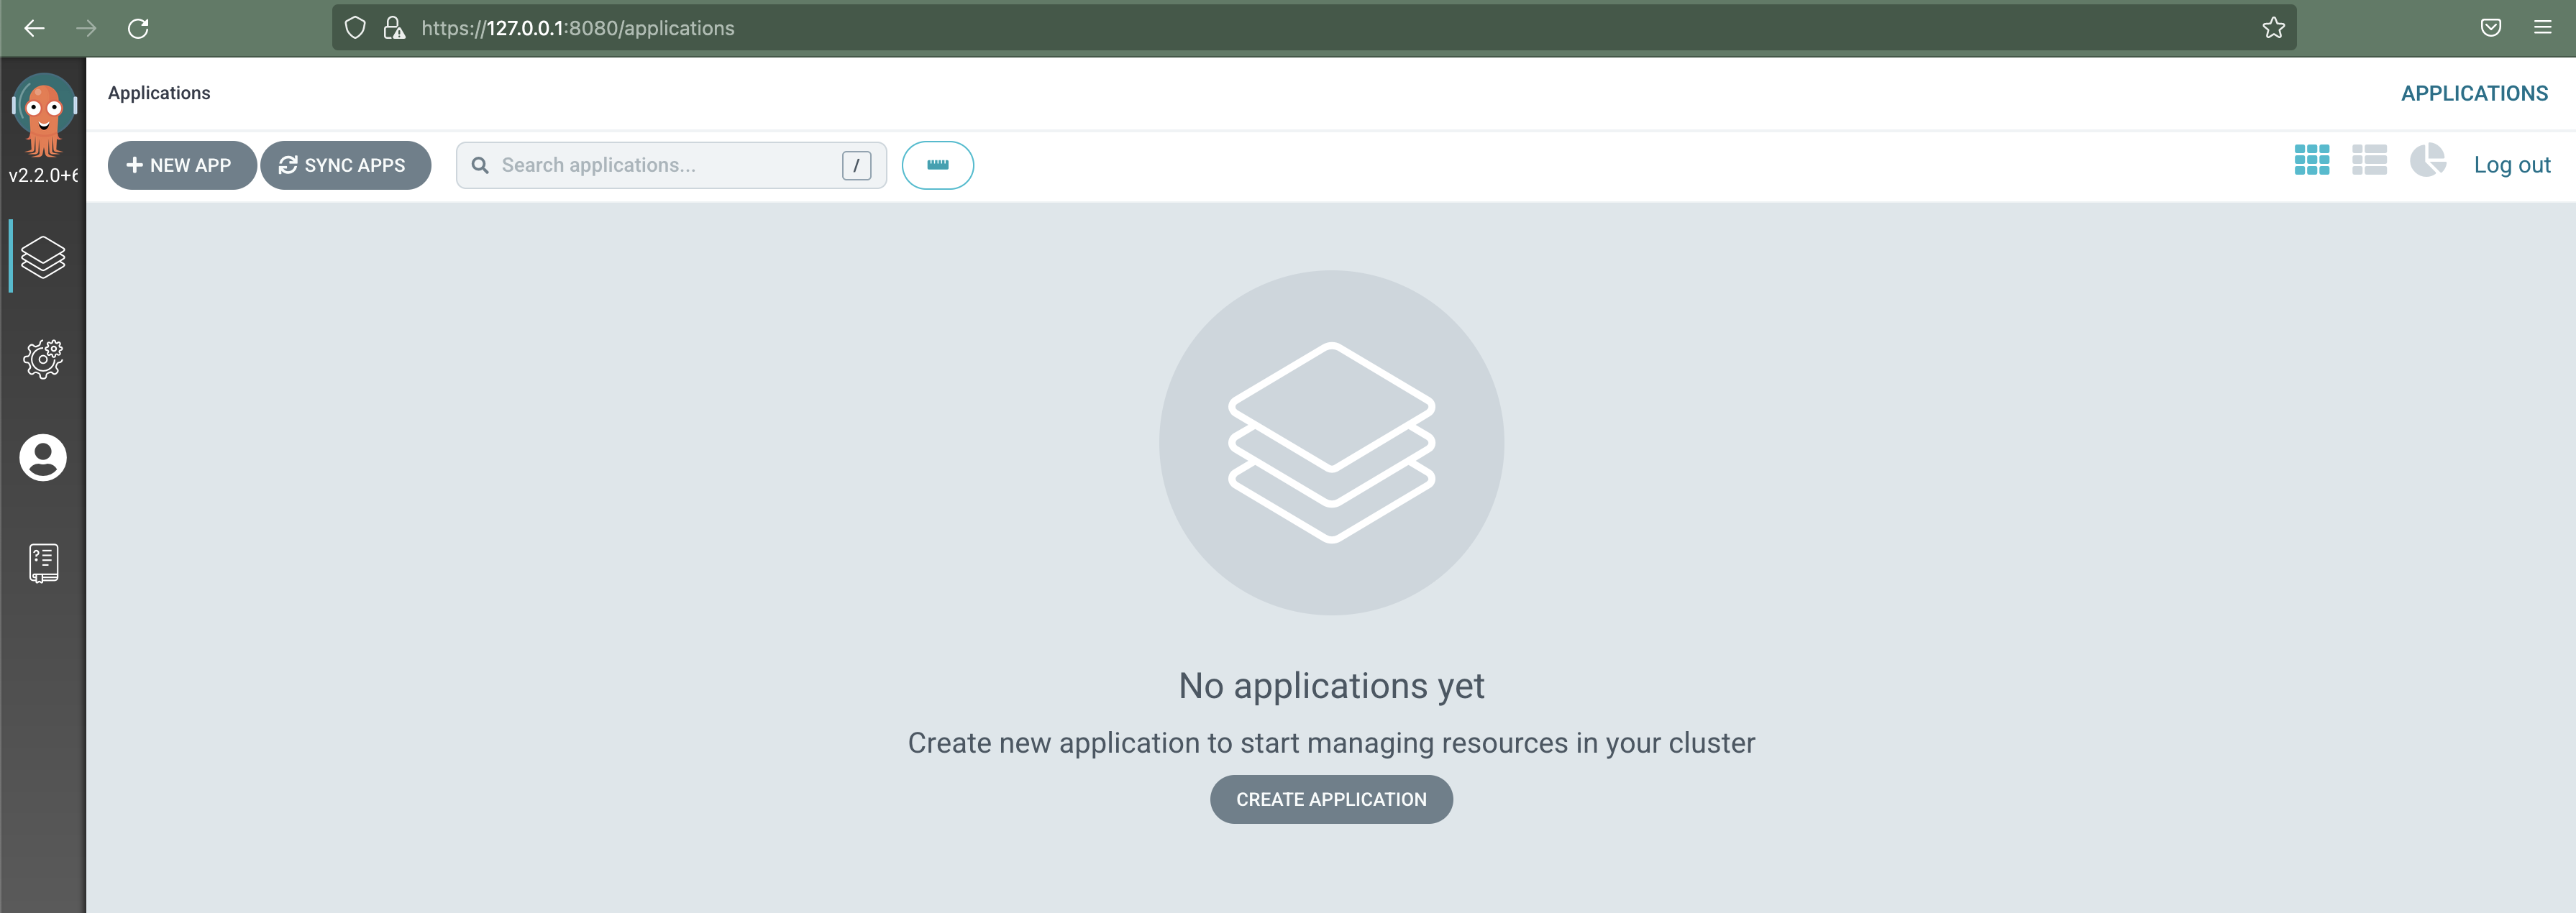 https://127.0.0.1:8080/applications
Applications
APPLICATIONS
v2.2.0+6
NEW APP
SYNC APPS
Search applications...
/
Log out
No applications yet
Create new application to start managing resources in your cluster
CREATE APPLICATION